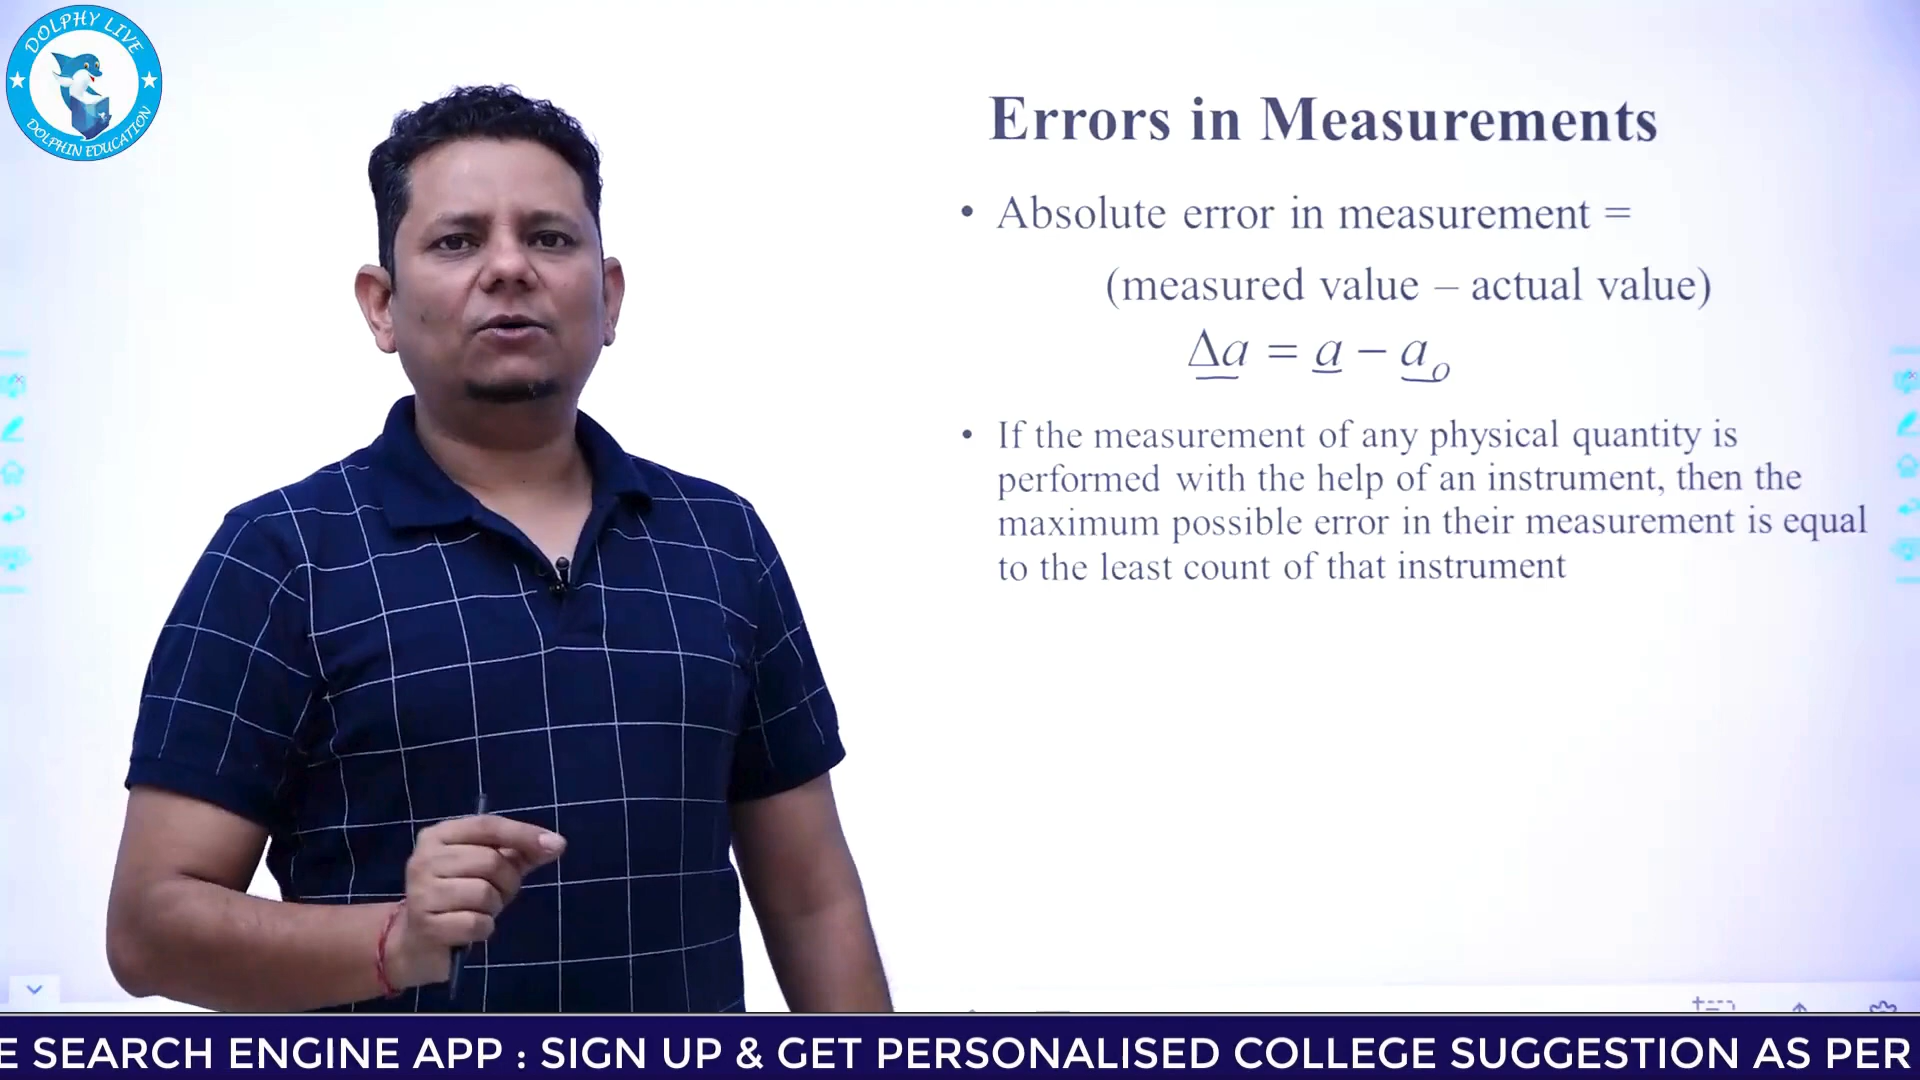 DOLPHY LIVE
DOLPHIN EDUCATION
Errors in Measurements
• Absolute error in measurement =
(measured value – actual value)
Δa = a − aₒ
• If the measurement of any physical quantity is
performed with the help of an instrument, then the
maximum possible error in their measurement is equal
to the least count of that instrument
E SEARCH ENGINE APP : SIGN UP & GET PERSONALISED COLLEGE SUGGESTION AS PER